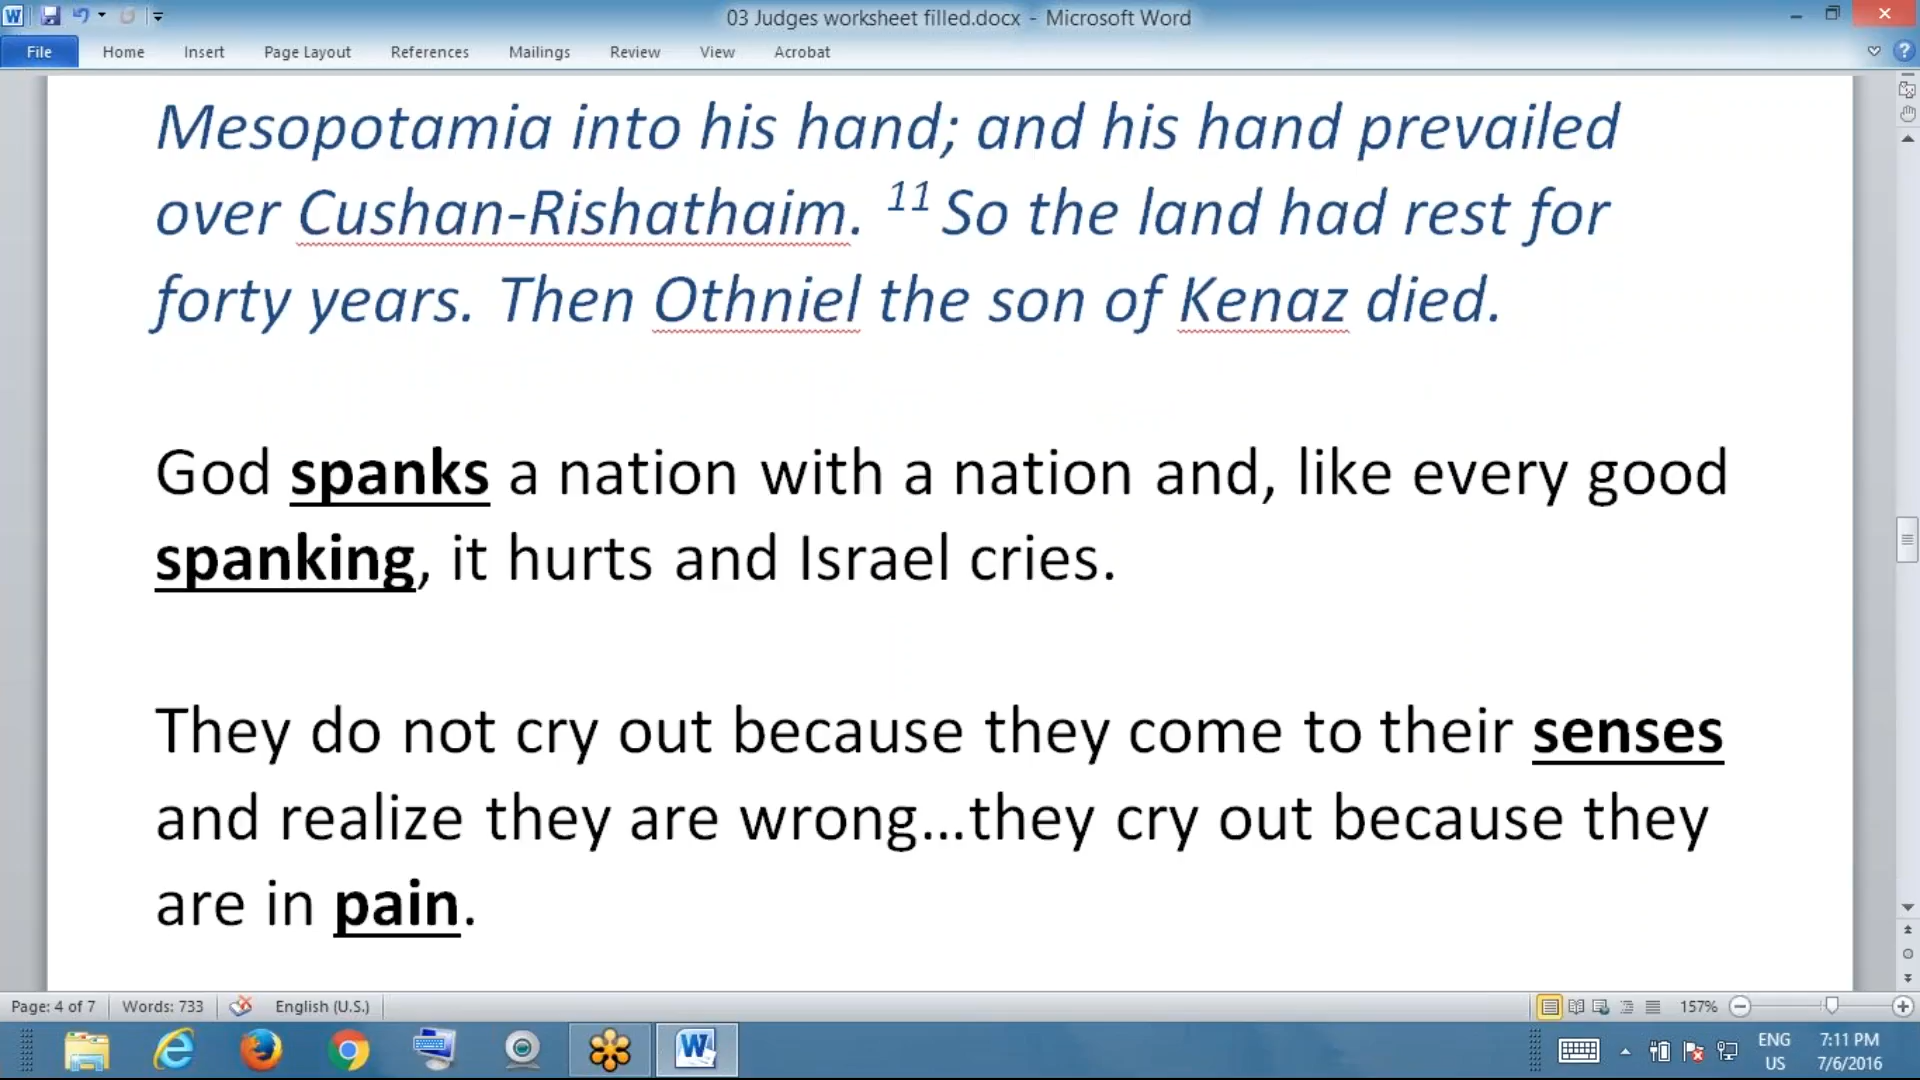 03 Judges worksheet filled.docx - Microsoft Word
File Home Insert Page Layout References Mailings Review View Acrobat
Mesopotamia into his hand; and his hand prevailed
over Cushan-Rishathaim. 11 So the land had rest for
forty years. Then Othniel the son of Kenaz died.
God spanks a nation with a nation and, like every good
spanking, it hurts and Israel cries.
They do not cry out because they come to their senses
and realize they are wrong...they cry out because they
are in pain.
Page: 4 of 7 Words: 733 English (U.S.) 157%
ENG 7:11 PM
US 7/6/2016